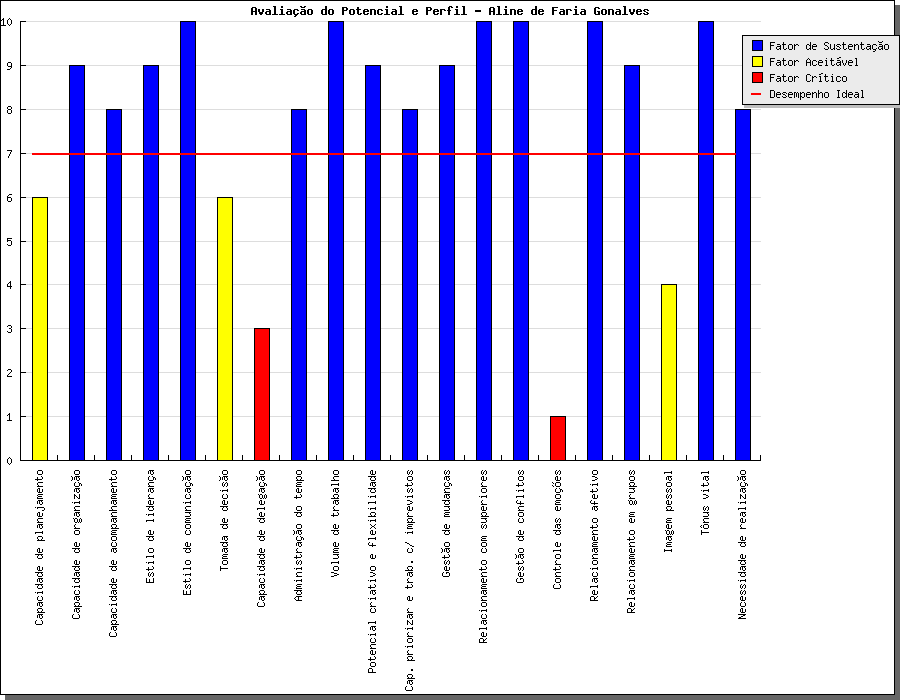 Avaliação do Potencial e Perfil - Aline de Faria Gonalves
10
9
8
7
6
5
4
3
2
1
0
Fator de Sustentação
Fator Aceitável
Fator Crítico
Desempenho Ideal
Capacidade de planejamento
Capacidade de organização
Capacidade de acompanhamento
Estilo de liderança
Estilo de comunicação
Tomada de decisão
Capacidade de delegação
Administração do tempo
Volume de trabalho
Potencial criativo e flexibilidade
Cap. priorizar e trab. c/ imprevistos
Gestão de mudanças
Relacionamento com superiores
Gestão de conflitos
Controle das emoções
Relacionamento afetivo
Relacionamento em grupos
Imagem pessoal
Tônus vital
Necessidade de realização